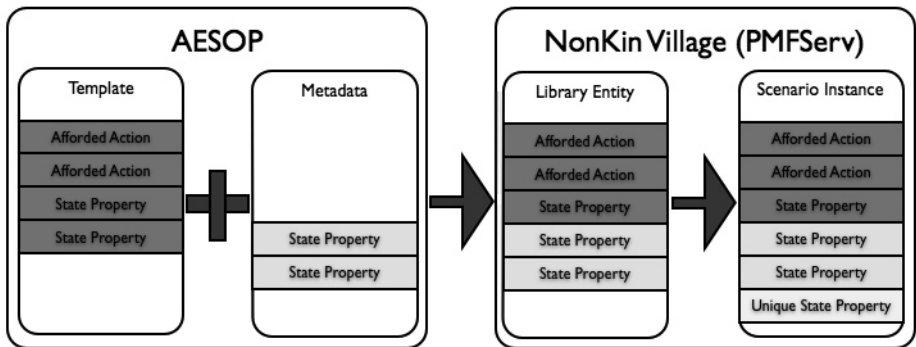 AESOP
Template
Afforded Action
Afforded Action
State Property
State Property
Metadata
State Property
State Property
NonKin Village (PMFServ)
Library Entity
Afforded Action
Afforded Action
State Property
State Property
State Property
Scenario Instance
Afforded Action
Afforded Action
State Property
State Property
State Property
Unique State Property